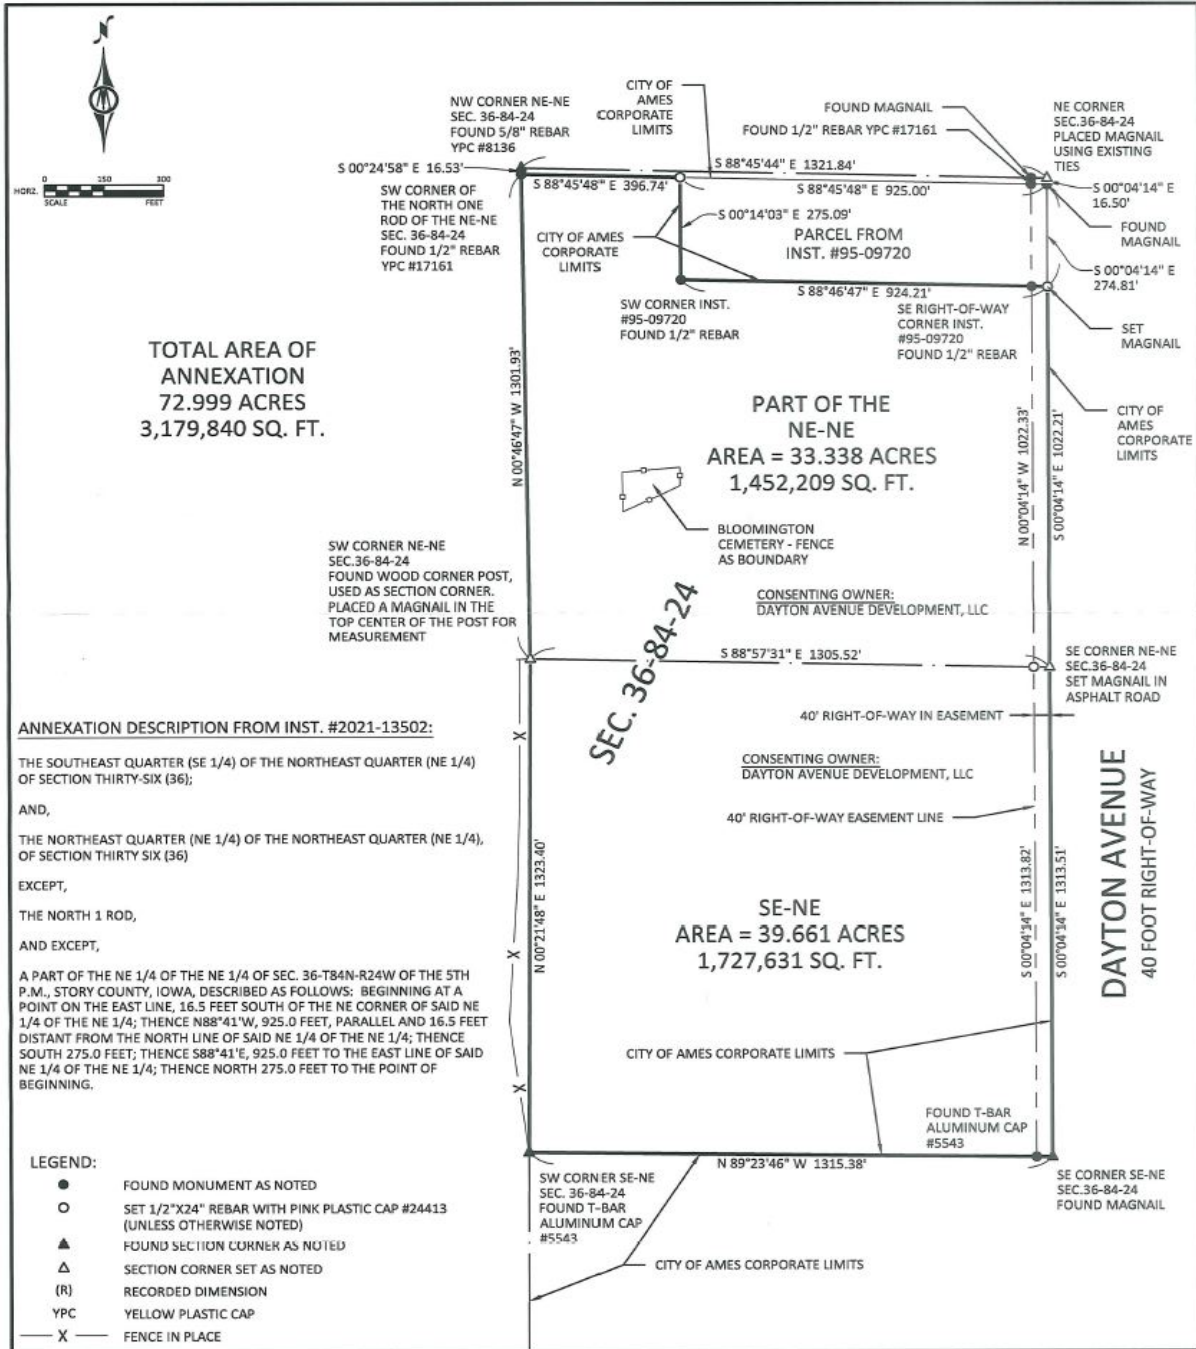 N
HORIZ.
0 150 300
SCALE FEET
CITY OF
AMES
CORPORATE
LIMITS
NW CORNER NE-NE
SEC. 36-84-24
FOUND 5/8" REBAR
YPC #8136
FOUND MAGNAIL
FOUND 1/2" REBAR YPC #17161
NE CORNER
SEC.36-84-24
PLACED MAGNAIL
USING EXISTING
TIES
S 00°24'58" E 16.53'
S 88°45'44" E 1321.84'
S 88°45'48" E 396.74'
S 88°45'48" E 925.00'
S 00°04'14" E
16.50'
SW CORNER OF
THE NORTH ONE
ROD OF THE NE-NE
SEC. 36-84-24
FOUND 1/2" REBAR
YPC #17161
CITY OF AMES
CORPORATE
LIMITS
S 00°14'03" E 275.09'
PARCEL FROM
INST. #95-09720
FOUND
MAGNAIL
S 00°04'14" E
274.81'
S 88°46'47" E 924.21'
SW CORNER INST.
#95-09720
FOUND 1/2" REBAR
SE RIGHT-OF-WAY
CORNER INST.
#95-09720
FOUND 1/2" REBAR
SET
MAGNAIL
TOTAL AREA OF
ANNEXATION
72.999 ACRES
3,179,840 SQ. FT.
N 00°46'47" W 1301.93'
PART OF THE
NE-NE
AREA = 33.338 ACRES
1,452,209 SQ. FT.
N 00°04'14" W 1022.33'
S 00°04'14" E 1022.21'
CITY OF
AMES
CORPORATE
LIMITS
BLOOMINGTON
CEMETERY - FENCE
AS BOUNDARY
SW CORNER NE-NE
SEC.36-84-24
FOUND WOOD CORNER POST,
USED AS SECTION CORNER.
PLACED A MAGNAIL IN THE
TOP CENTER OF THE POST FOR
MEASUREMENT
CONSENTING OWNER:
DAYTON AVENUE DEVELOPMENT, LLC
SEC. 36-84-24
S 88°57'31" E 1305.52'
SE CORNER NE-NE
SEC.36-84-24
SET MAGNAIL IN
ASPHALT ROAD
40' RIGHT-OF-WAY IN EASEMENT
CONSENTING OWNER:
DAYTON AVENUE DEVELOPMENT, LLC
40' RIGHT-OF-WAY EASEMENT LINE
X
X
X
N 00°21'48" E 1323.40'
S 00°04'14" E 1313.82'
S 00°04'14" E 1313.51'
DAYTON AVENUE
40 FOOT RIGHT-OF-WAY
SE-NE
AREA = 39.661 ACRES
1,727,631 SQ. FT.
CITY OF AMES CORPORATE LIMITS
FOUND T-BAR
ALUMINUM CAP
#5543
N 89°23'46" W 1315.38'
SW CORNER SE-NE
SEC. 36-84-24
FOUND T-BAR
ALUMINUM CAP
#5543
SE CORNER SE-NE
SEC.36-84-24
FOUND MAGNAIL
CITY OF AMES CORPORATE LIMITS
ANNEXATION DESCRIPTION FROM INST. #2021-13502:
THE SOUTHEAST QUARTER (SE 1/4) OF THE NORTHEAST QUARTER (NE 1/4)
OF SECTION THIRTY-SIX (36);
AND,
THE NORTHEAST QUARTER (NE 1/4) OF THE NORTHEAST QUARTER (NE 1/4),
OF SECTION THIRTY SIX (36)
EXCEPT,
THE NORTH 1 ROD,
AND EXCEPT,
A PART OF THE NE 1/4 OF THE NE 1/4 OF SEC. 36-T84N-R24W OF THE 5TH
P.M., STORY COUNTY, IOWA, DESCRIBED AS FOLLOWS: BEGINNING AT A
POINT ON THE EAST LINE, 16.5 FEET SOUTH OF THE NE CORNER OF SAID NE
1/4 OF THE NE 1/4; THENCE N88°41'W, 925.0 FEET, PARALLEL AND 16.5 FEET
DISTANT FROM THE NORTH LINE OF SAID NE 1/4 OF THE NE 1/4; THENCE
SOUTH 275.0 FEET; THENCE S88°41'E, 925.0 FEET TO THE EAST LINE OF SAID
NE 1/4 OF THE NE 1/4; THENCE NORTH 275.0 FEET TO THE POINT OF
BEGINNING.
LEGEND:
FOUND MONUMENT AS NOTED
SET 1/2"X24" REBAR WITH PINK PLASTIC CAP #24413
(UNLESS OTHERWISE NOTED)
FOUND SECTION CORNER AS NOTED
SECTION CORNER SET AS NOTED
(R) RECORDED DIMENSION
YPC YELLOW PLASTIC CAP
X FENCE IN PLACE